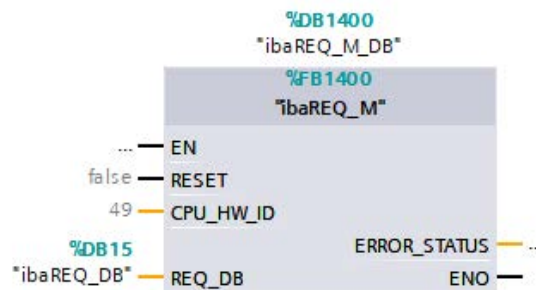 %DB1400
"ibaREQ_M_DB"
%FB1400
"ibaREQ_M"
... EN
false RESET
49 CPU_HW_ID
%DB15
ERROR_STATUS ...
"ibaREQ_DB" REQ_DB ENO